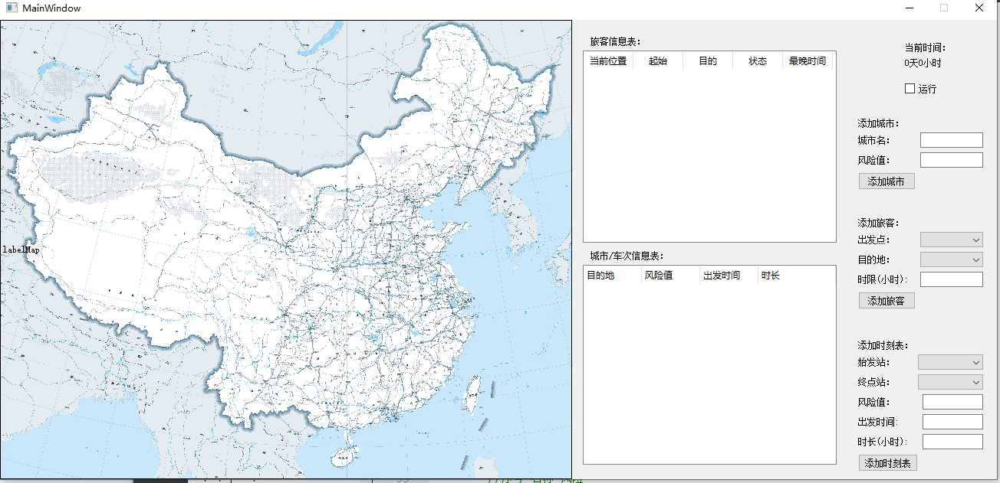 MainWindow
labelMap
旅客信息表：
当前位置 起始 目的 状态 最晚时间
城市/车次信息表：
目的地 风险值 出发时间 时长
当前时间：
0天0小时
运行
添加城市：
城市名：
风险值：
添加城市
添加旅客：
出发点：
目的地：
时限(小时)：
添加旅客
添加时刻表：
始发站：
终点站：
风险值：
出发时间：
时长(小时)：
添加时刻表